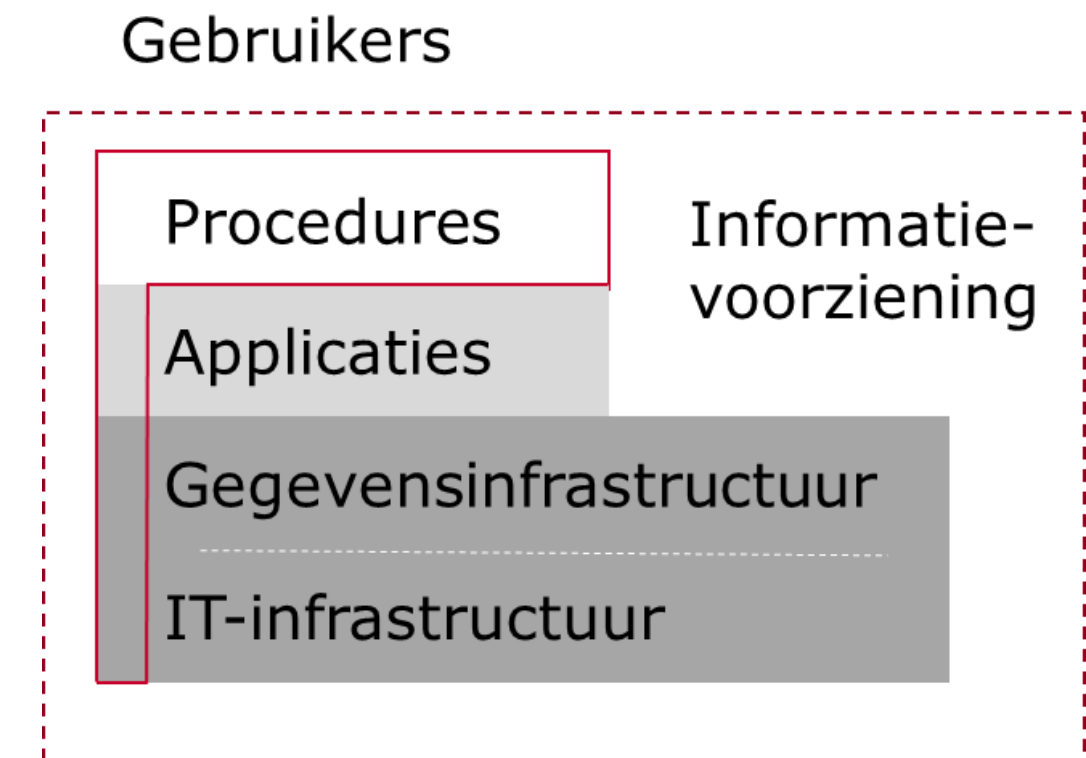 Gebruikers
Procedures
Informatie-
voorziening
Applicaties
Gegevensinfrastructuur
IT-infrastructuur